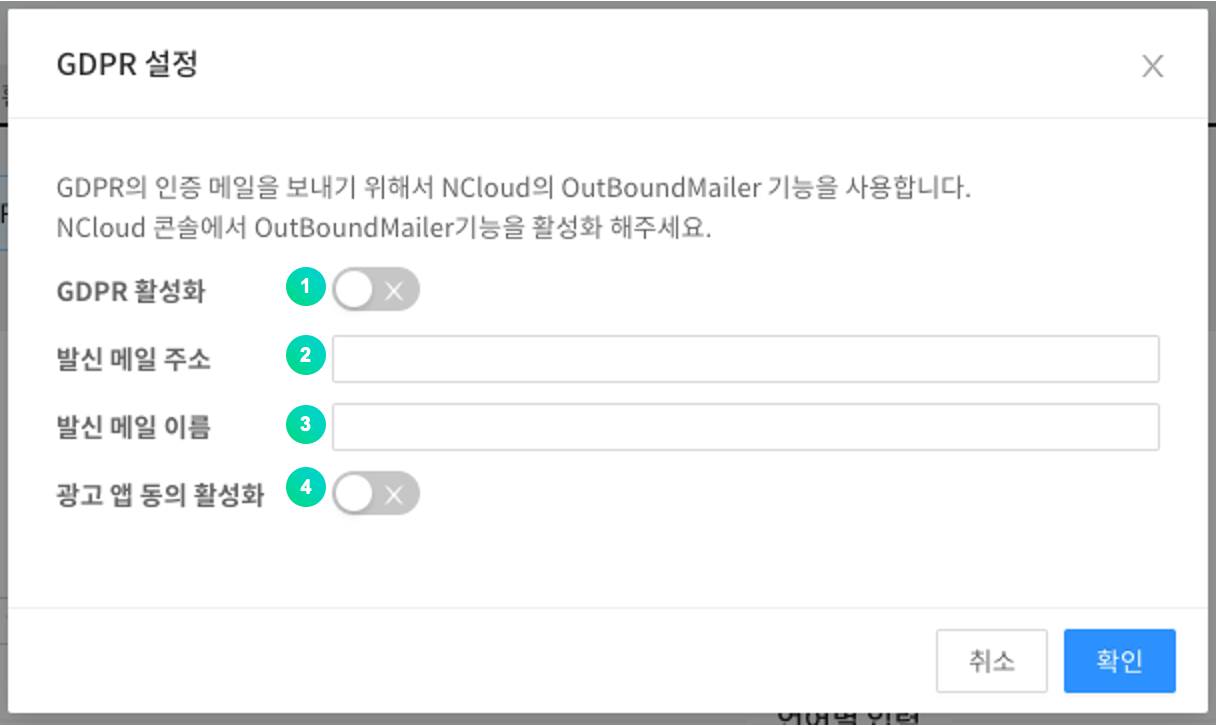 GDPR 설정
GDPR의 인증 메일을 보내기 위해서 NCloud의 OutBoundMailer 기능을 사용합니다.
NCloud 콘솔에서 OutBoundMailer기능을 활성화 해주세요.
GDPR 활성화 1
발신 메일 주소 2
발신 메일 이름 3
광고 앱 동의 활성화 4
취소 확인